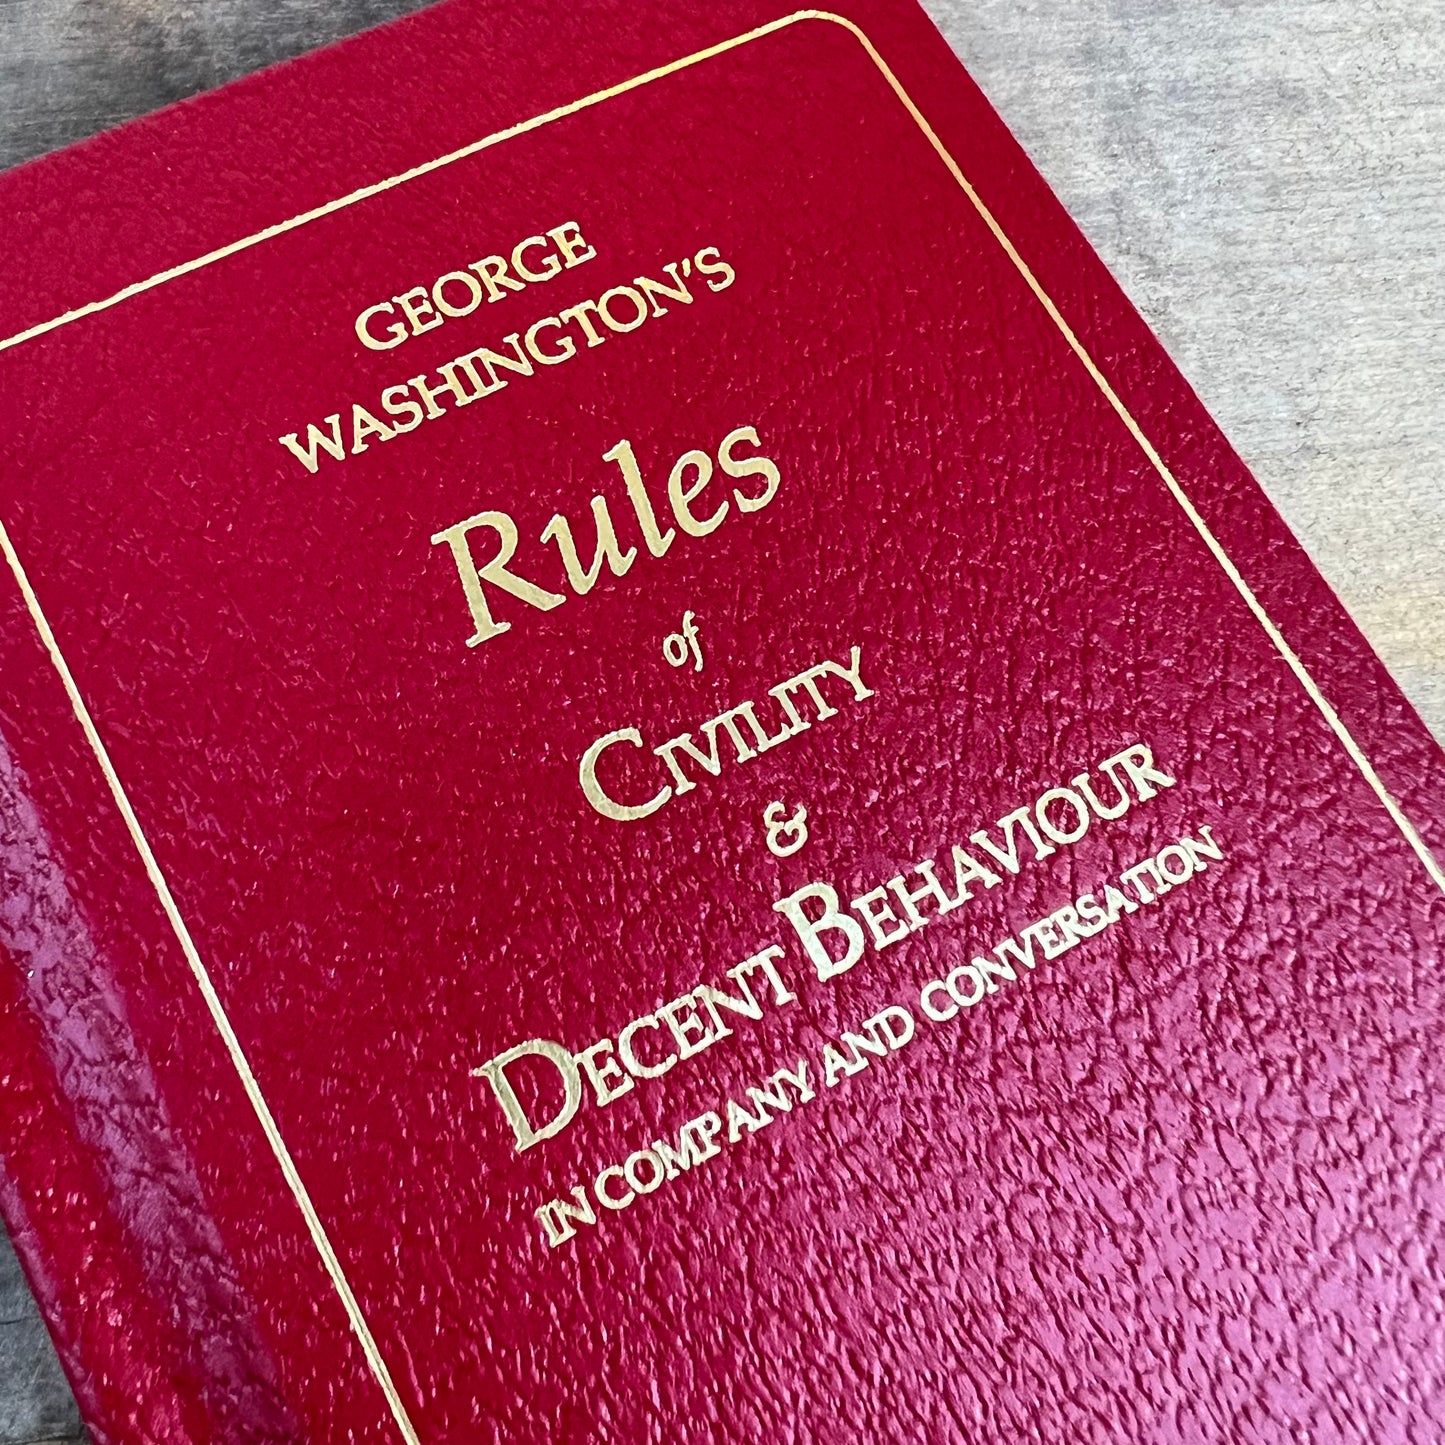 GEORGE
WASHINGTON'S
Rules
of
CIVILITY
&
DECENT BEHAVIOUR
IN COMPANY AND CONVERSATION